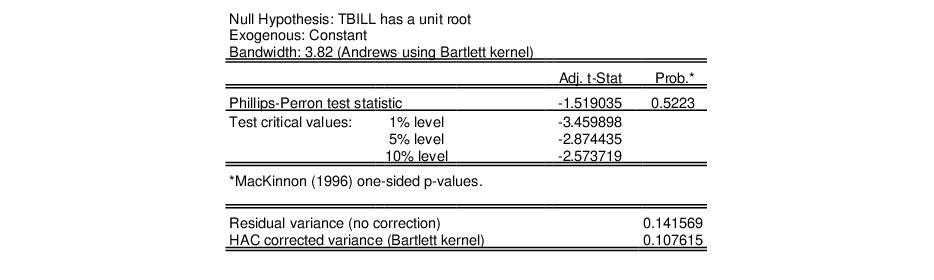 Null Hypothesis: TBILL has a unit root
Exogenous: Constant
Bandwidth: 3.82 (Andrews using Bartlett kernel)
Adj. t-Stat Prob.*
Phillips-Perron test statistic -1.519035 0.5223
Test critical values: 1% level -3.459898
5% level -2.874435
10% level -2.573719
*MacKinnon (1996) one-sided p-values.
Residual variance (no correction) 0.141569
HAC corrected variance (Bartlett kernel) 0.107615